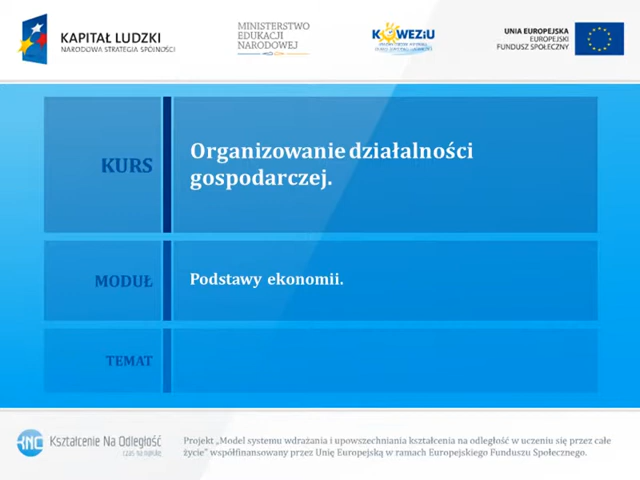 KAPITAŁ LUDZKI
NARODOWA STRATEGIA SPÓJNOŚCI
MINISTERSTWO
EDUKACJI
NARODOWEJ
KOWEZiU
UNIA EUROPEJSKA
EUROPEJSKI
FUNDUSZ SPOŁECZNY
KURS
Organizowanie działalności
gospodarczej.
MODUŁ
Podstawy ekonomii.
TEMAT
KNO
Kształcenie Na Odległość
Projekt „Model systemu wdrażania i upowszechniania kształcenia na odległość w uczeniu się przez całe
życie” współfinansowany przez Unię Europejską w ramach Europejskiego Funduszu Społecznego.